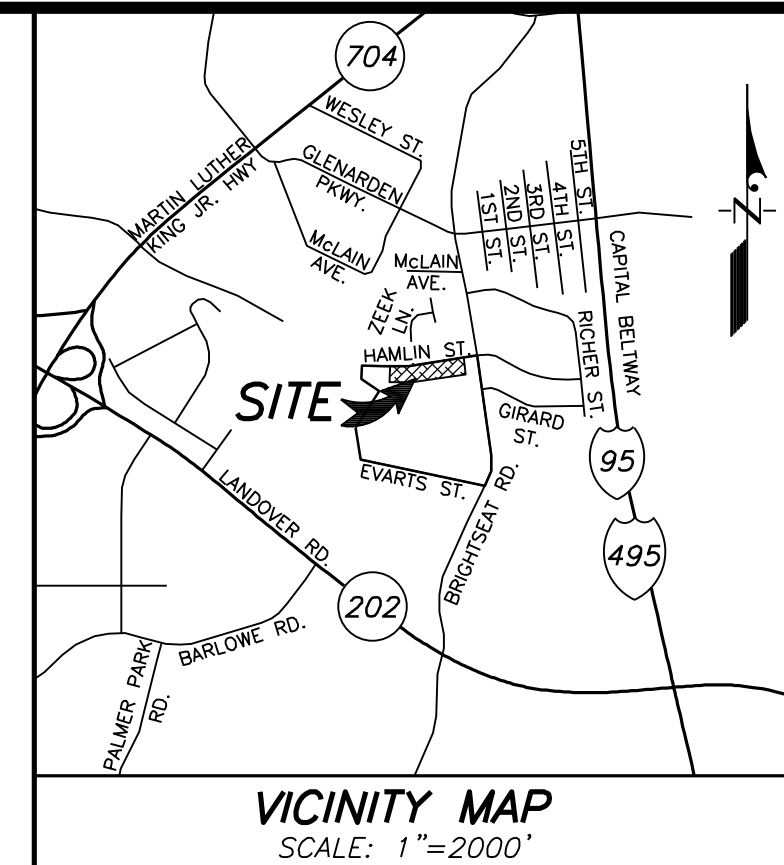 704
WESLEY ST.
MARTIN LUTHER
KING JR. HWY
GLENARDEN
PKWY.
McLAIN
AVE.
McLAIN
AVE.
1ST ST.
2ND ST.
3RD ST.
4TH ST.
5TH ST.
N
CAPITAL BELTWAY
ZEEK
LN.
HAMLIN ST.
RICHER ST.
SITE
GIRARD
ST.
95
EVARTS ST.
LANDOVER RD.
BRIGHTSEAT RD.
495
202
BARLOWE RD.
PALMER PARK
RD.
VICINITY MAP
SCALE: 1"=2000'